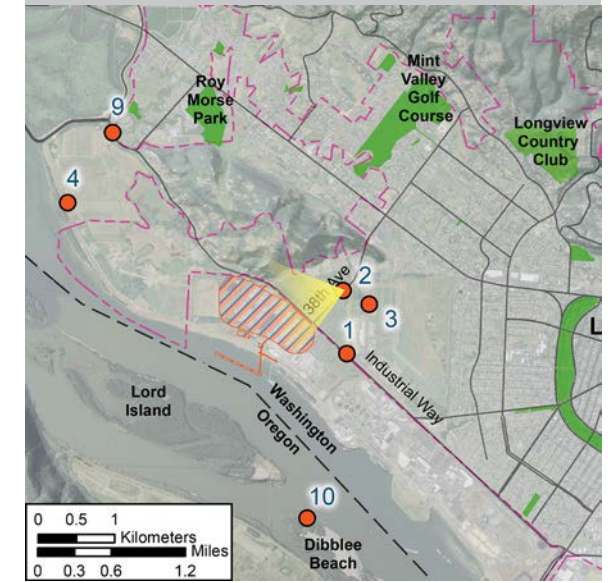 Roy
Morse
Park
Mint
Valley
Golf
Course
Longview
Country
Club
9
4
2
38th Ave
3
1
Industrial Way
L
Lord
Island
Washington
Oregon
10
Dibblee
Beach
0 0.5 1
Kilometers
Miles
0 0.3 0.6 1.2